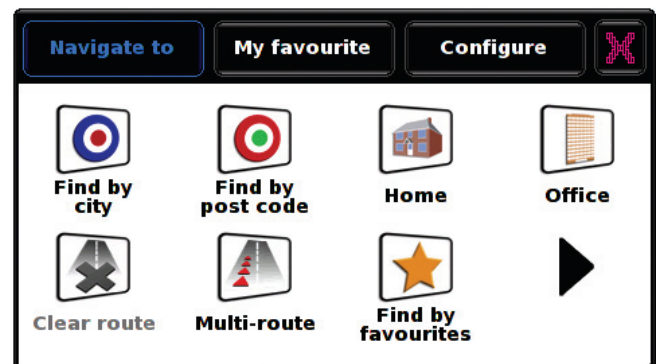 Navigate to
My favourite
Configure
Find by
city
Find by
post code
Home
Office
Clear route
Multi-route
Find by
favourites